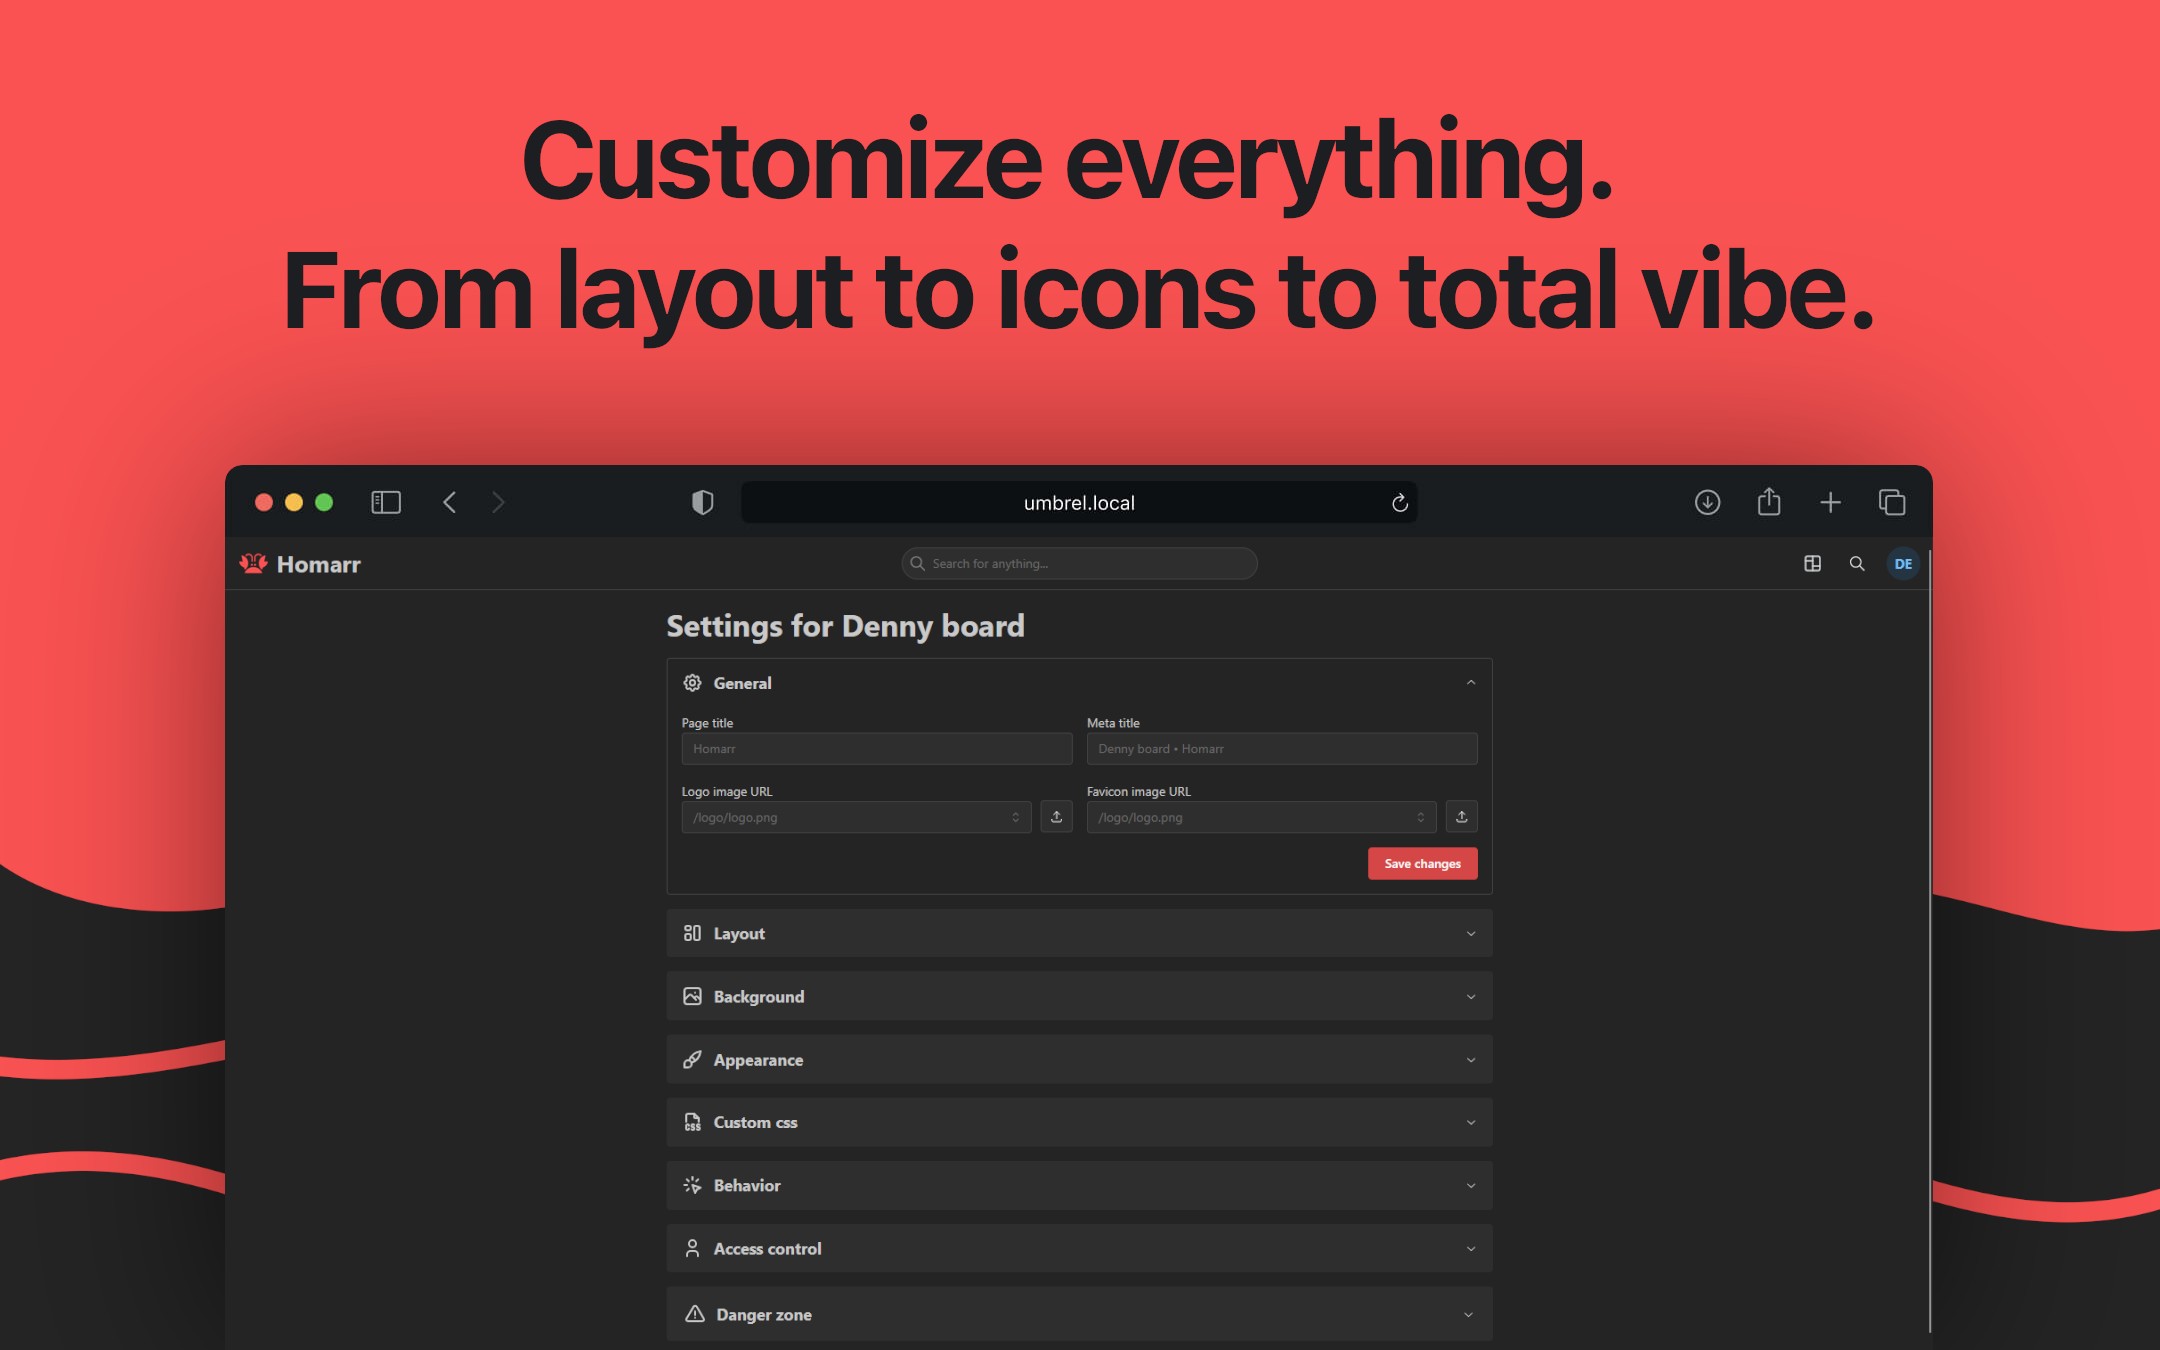 Customize everything.
From layout to icons to total vibe.
umbrel.local
Homarr
Search for anything...
DE
Settings for Denny board
General
Page title
Meta title
Homarr
Denny board • Homarr
Logo image URL
Favicon image URL
/logo/logo.png
/logo/logo.png
Save changes
Layout
Background
Appearance
CSS
Custom css
Behavior
Access control
Danger zone